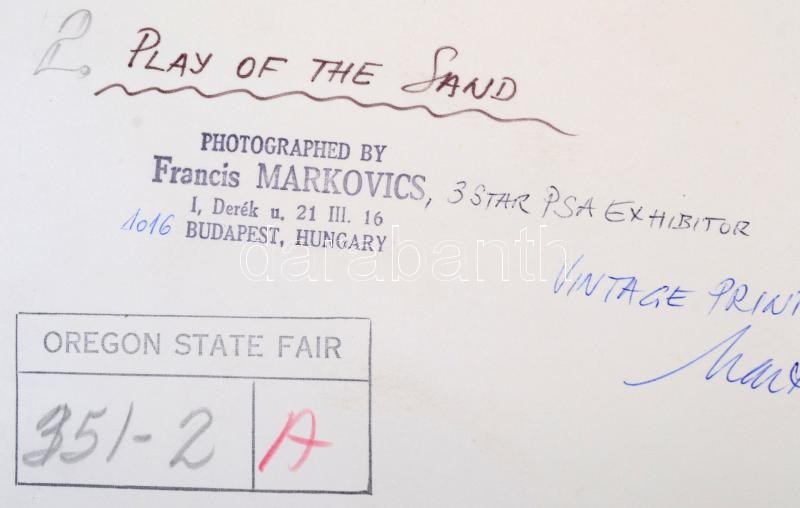 2. PLAY OF THE SAND
PHOTOGRAPHED BY
Francis MARKOVICS, 3 STAR PSA EXHIBITOR
I, Derék u. 21 III. 16
1016 BUDAPEST, HUNGARY
darabanth
VINTAGE PRINT
OREGON STATE FAIR
351-2 A